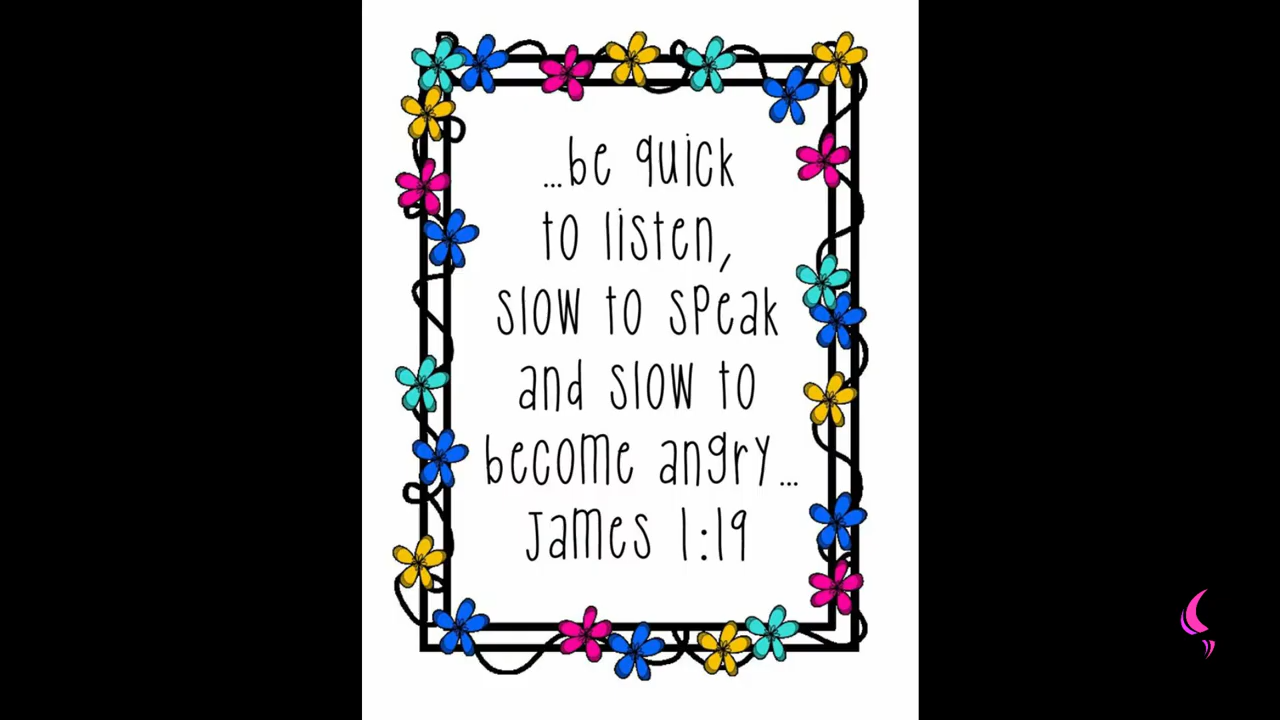 ...be quick
to listen,
slow to speak
and slow to
become angry...
James 1:19